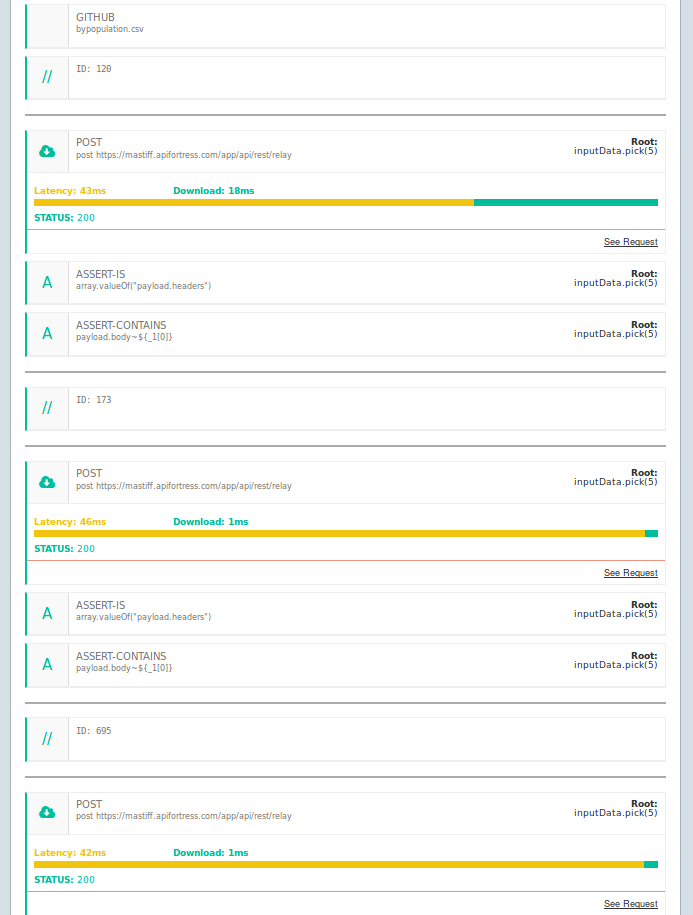 GITHUB
bypopulation.csv
// ID: 120
POST Root:
post https://mastiff.apifortress.com/app/api/rest/relay inputData.pick(5)
Latency: 43ms Download: 18ms
STATUS: 200
See Request
A ASSERT-IS Root:
array.valueOf("payload.headers") inputData.pick(5)
A ASSERT-CONTAINS Root:
payload.body~${_1[0]} inputData.pick(5)
// ID: 173
POST Root:
post https://mastiff.apifortress.com/app/api/rest/relay inputData.pick(5)
Latency: 46ms Download: 1ms
STATUS: 200
See Request
A ASSERT-IS Root:
array.valueOf("payload.headers") inputData.pick(5)
A ASSERT-CONTAINS Root:
payload.body~${_1[0]} inputData.pick(5)
// ID: 695
POST Root:
post https://mastiff.apifortress.com/app/api/rest/relay inputData.pick(5)
Latency: 42ms Download: 1ms
STATUS: 200
See Request